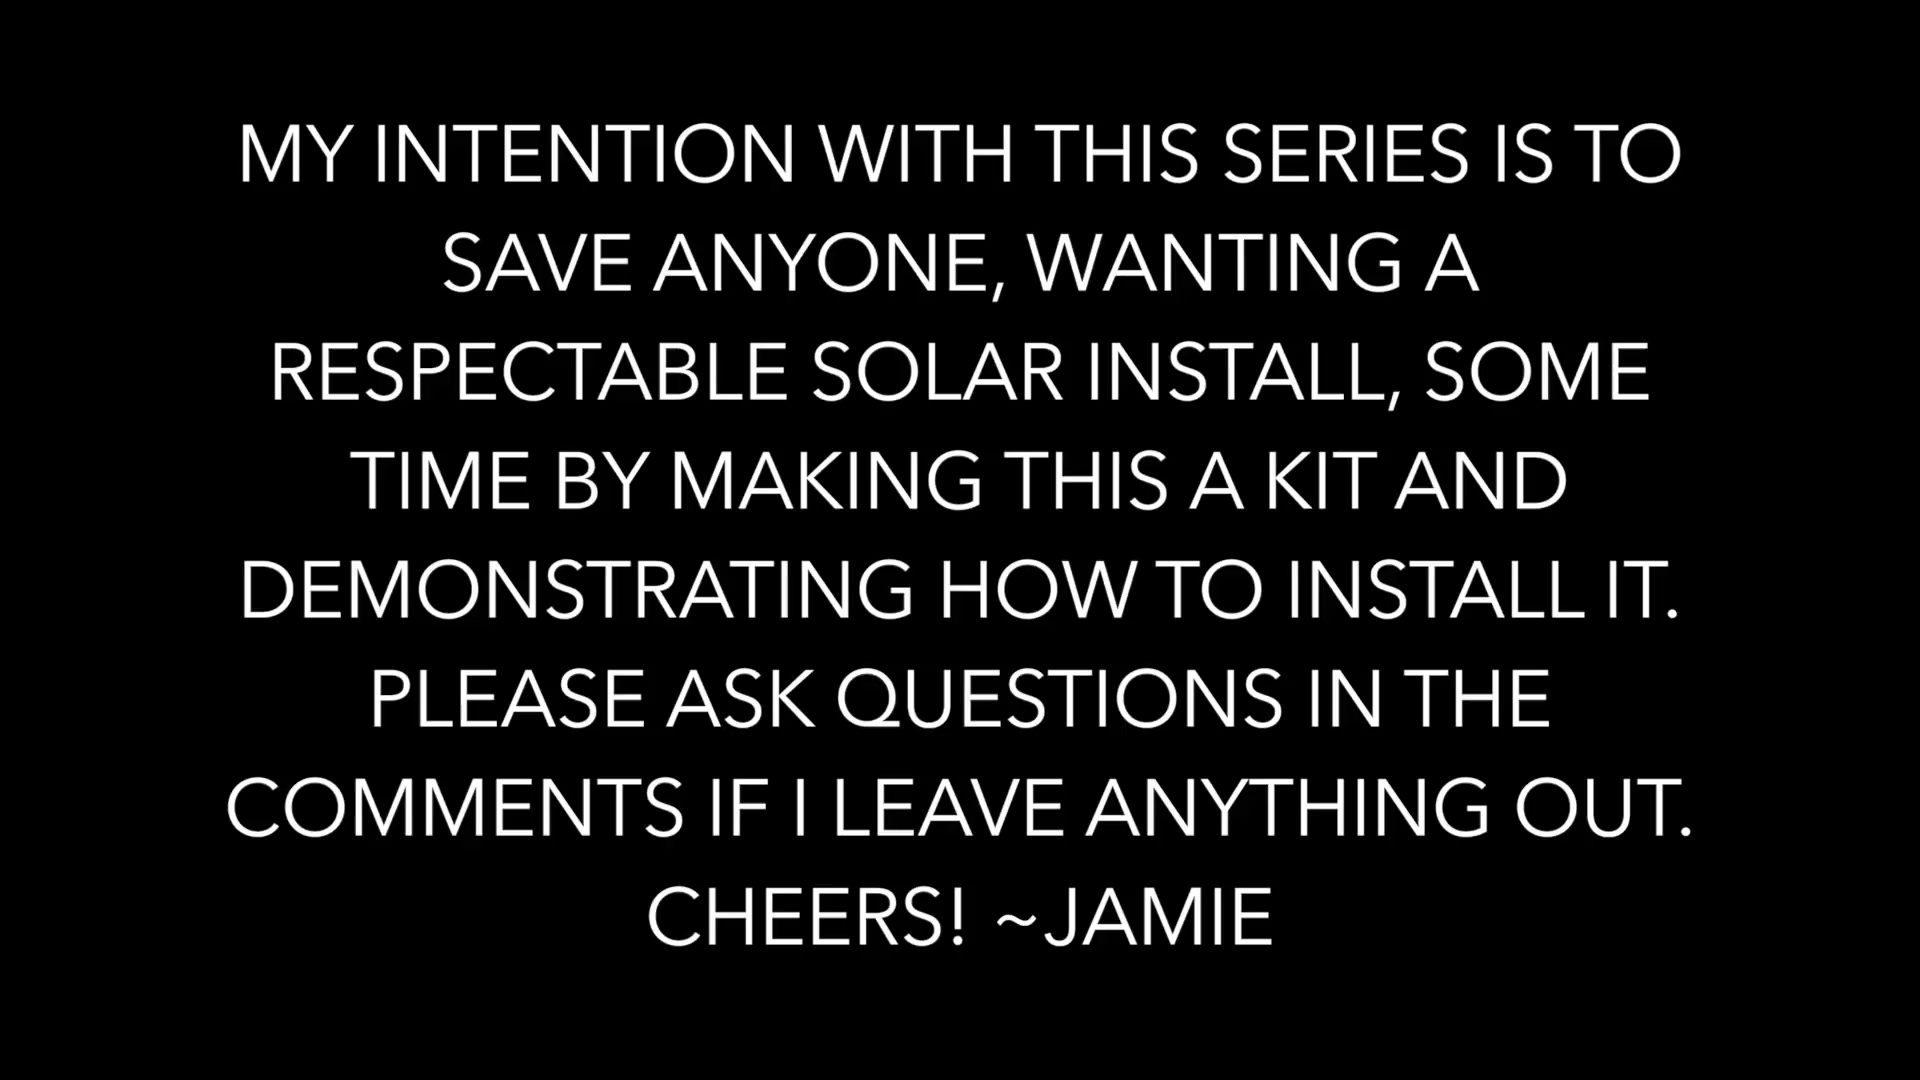 MY INTENTION WITH THIS SERIES IS TO
SAVE ANYONE, WANTING A
RESPECTABLE SOLAR INSTALL, SOME
TIME BY MAKING THIS A KIT AND
DEMONSTRATING HOW TO INSTALL IT.
PLEASE ASK QUESTIONS IN THE
COMMENTS IF I LEAVE ANYTHING OUT.
CHEERS! ~JAMIE